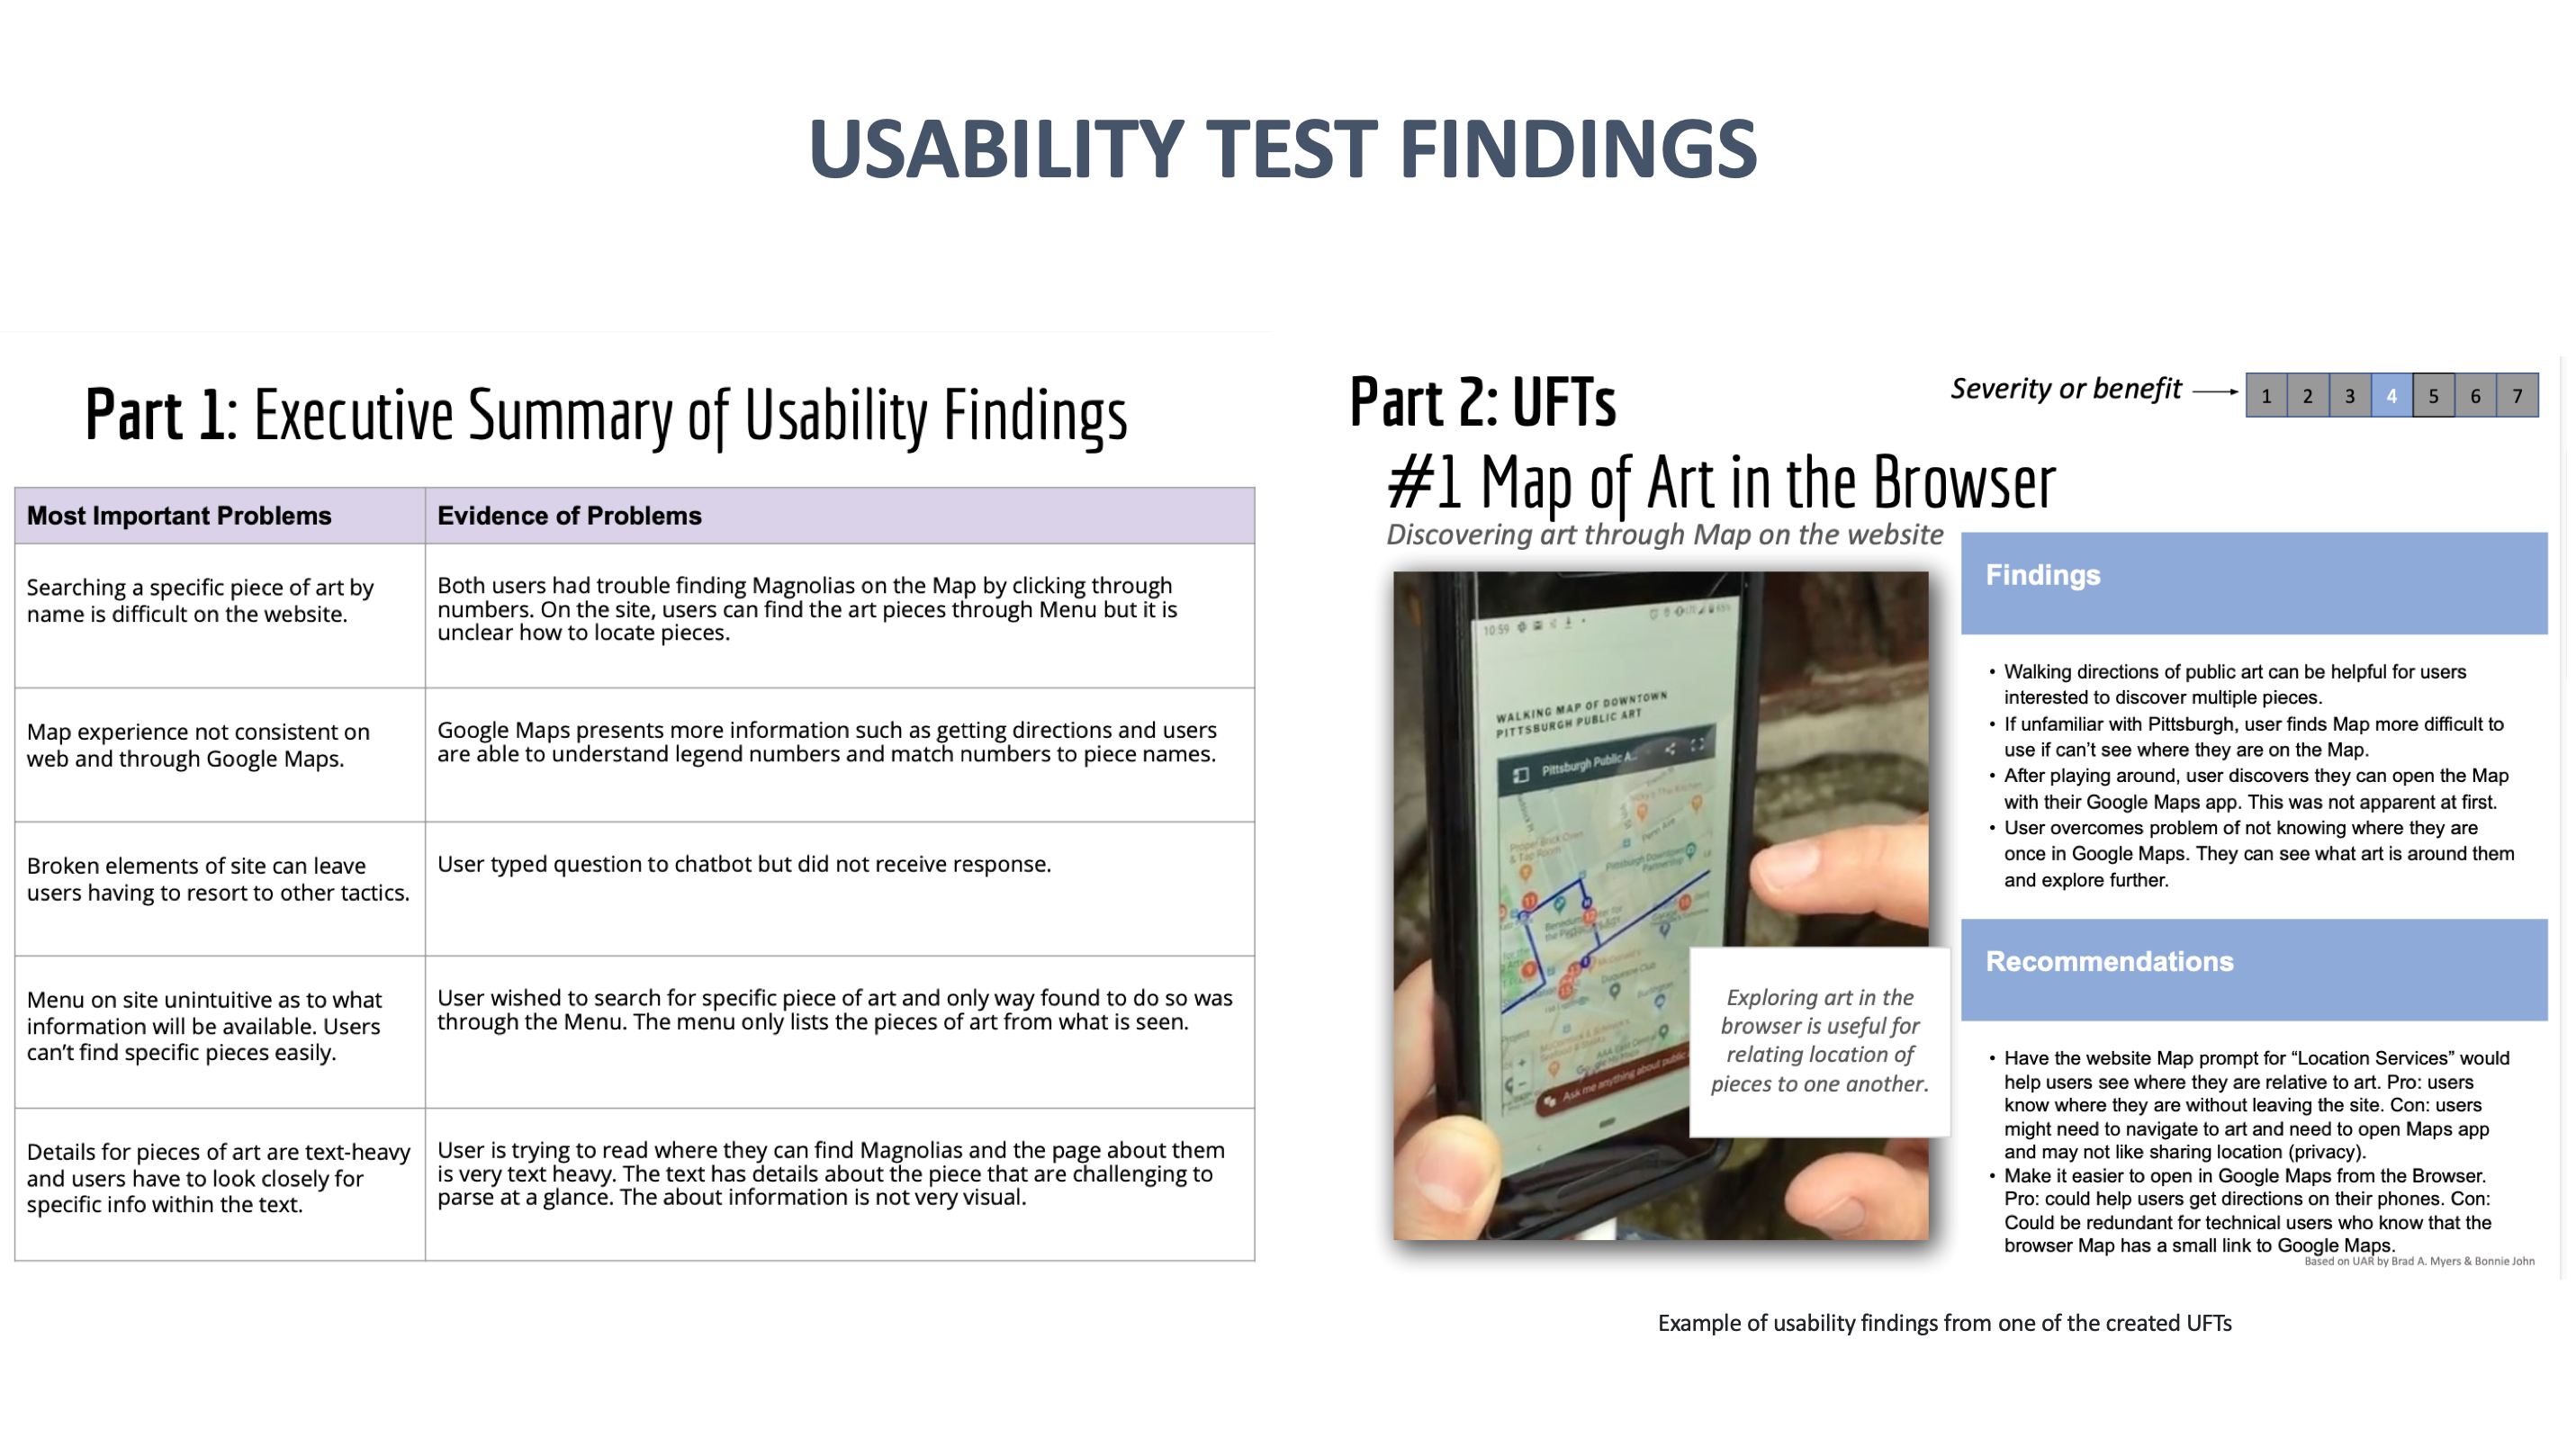 USABILITY TEST FINDINGS
Part 1: Executive Summary of Usability Findings
Most Important Problems
Evidence of Problems
Searching a specific piece of art by
name is difficult on the website.
Both users had trouble finding Magnolias on the Map by clicking through
numbers. On the site, users can find the art pieces through Menu but it is
unclear how to locate pieces.
Map experience not consistent on
web and through Google Maps.
Google Maps presents more information such as getting directions and users
are able to understand legend numbers and match numbers to piece names.
Broken elements of site can leave
users having to resort to other tactics.
User typed question to chatbot but did not receive response.
Menu on site unintuitive as to what
information will be available. Users
can't find specific pieces easily.
User wished to search for specific piece of art and only way found to do so was
through the Menu. The menu only lists the pieces of art from what is seen.
Details for pieces of art are text-heavy
and users have to look closely for
specific info within the text.
User is trying to read where they can find Magnolias and the page about them
is very text heavy. The text has details about the piece that are challenging to
parse at a glance. The about information is not very visual.
Part 2: UFTs
Severity or benefit
1 2 3 4 5 6 7
#1 Map of Art in the Browser
Discovering art through Map on the website
10:59
WALKING MAP OF DOWNTOWN
PITTSBURGH PUBLIC ART
Pittsburgh Public A...
Penn Ave
Pittsburgh Downtown
Partnership
Duquesne Club
Ask me anything about public
Exploring art in the
browser is useful for
relating location of
pieces to one another.
Findings
• Walking directions of public art can be helpful for users
interested to discover multiple pieces.
• If unfamiliar with Pittsburgh, user finds Map more difficult to
use if can't see where they are on the Map.
• After playing around, user discovers they can open the Map
with their Google Maps app. This was not apparent at first.
• User overcomes problem of not knowing where they are
once in Google Maps. They can see what art is around them
and explore further.
Recommendations
• Have the website Map prompt for “Location Services” would
help users see where they are relative to art. Pro: users
know where they are without leaving the site. Con: users
might need to navigate to art and need to open Maps app
and may not like sharing location (privacy).
• Make it easier to open in Google Maps from the Browser.
Pro: could help users get directions on their phones. Con:
Could be redundant for technical users who know that the
browser Map has a small link to Google Maps.
Based on UAR by Brad A. Myers & Bonnie John
Example of usability findings from one of the created UFTs